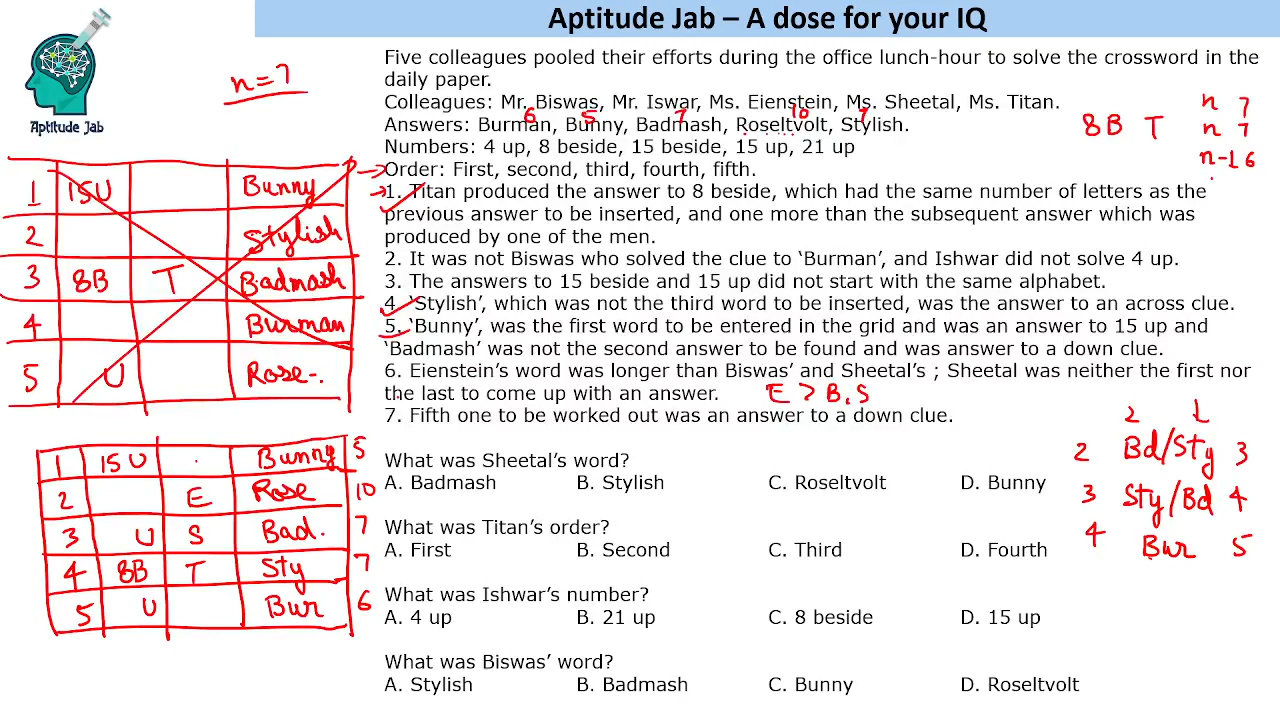 Aptitude Jab – A dose for your IQ
Aptitude Jab
n=7
Five colleagues pooled their efforts during the office lunch-hour to solve the crossword in the
daily paper.
Colleagues: Mr. Biswas, Mr. Iswar, Ms. Eienstein, Ms. Sheetal, Ms. Titan.
6 5 7 10 7
Answers: Burman, Bunny, Badmash, Roseltvolt, Stylish.
Numbers: 4 up, 8 beside, 15 beside, 15 up, 21 up
Order: First, second, third, fourth, fifth.
1. Titan produced the answer to 8 beside, which had the same number of letters as the
previous answer to be inserted, and one more than the subsequent answer which was
produced by one of the men.
2. It was not Biswas who solved the clue to ‘Burman’, and Ishwar did not solve 4 up.
3. The answers to 15 beside and 15 up did not start with the same alphabet.
4. ‘Stylish’, which was not the third word to be inserted, was the answer to an across clue.
5. ‘Bunny’, was the first word to be entered in the grid and was an answer to 15 up and
‘Badmash’ was not the second answer to be found and was answer to a down clue.
6. Eienstein’s word was longer than Biswas’ and Sheetal’s ; Sheetal was neither the first nor
the last to come up with an answer.
E > B, S
7. Fifth one to be worked out was an answer to a down clue.
What was Sheetal’s word?
A. Badmash B. Stylish C. Roseltvolt D. Bunny
What was Titan’s order?
A. First B. Second C. Third D. Fourth
What was Ishwar’s number?
A. 4 up B. 21 up C. 8 beside D. 15 up
What was Biswas’ word?
A. Stylish B. Badmash C. Bunny D. Roseltvolt
n 7
8B T n 7
n-1 6
1 15U Bunny
2 Stylish
3 8B T Badmash
4 Burman
5 U Rose-.
1 15U Bunny 5
2 E Rose 10
3 U S Bad. 7
4 8B T Sty 7
5 U Bur 6
2 1
2 Bd/Sty 3
3 Sty/Bd 4
4 Bur 5